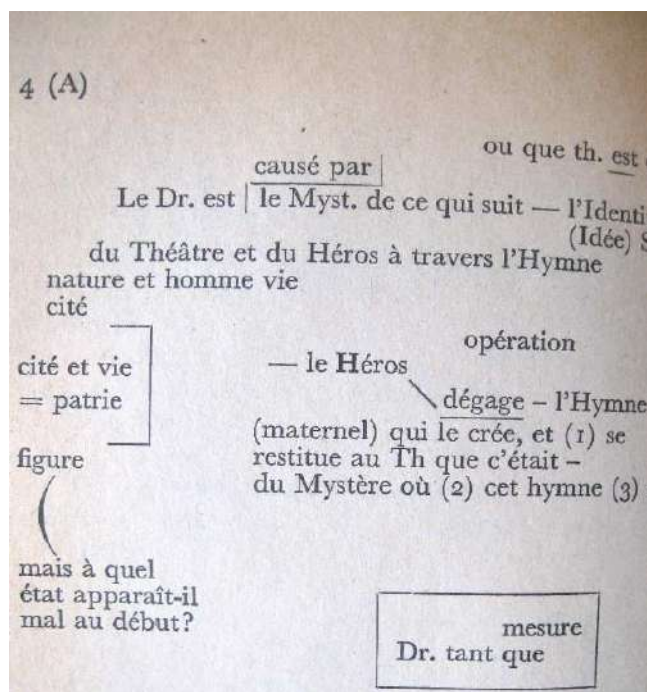 4 (A)
ou que th. est
causé par
Le Dr. est | le Myst. de ce qui suit — l'Identi
(Idée) S
du Théâtre et du Héros à travers l'Hymne
nature et homme vie
cité
cité et vie
= patrie
figure
mais à quel
état apparaît-il
mal au début?
opération
— le Héros
dégage – l'Hymne
(maternel) qui le crée, et (1) se
restitue au Th que c'était –
du Mystère où (2) cet hymne (3)
mesure
Dr. tant que